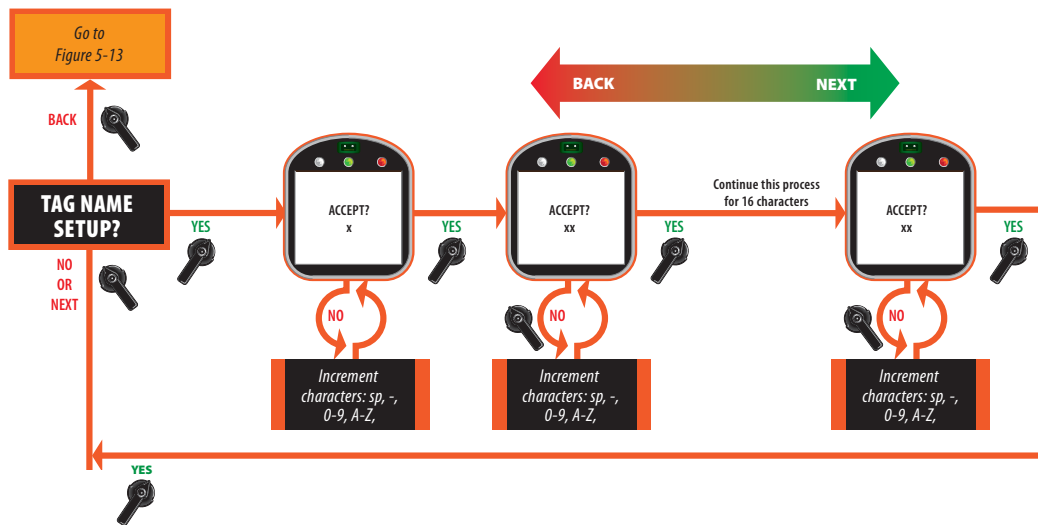 Go to
Figure 5-13
BACK
NEXT
BACK
TAG NAME
SETUP?
YES
NO
OR
NEXT
ACCEPT?
x
YES
ACCEPT?
xx
Continue this process
for 16 characters
YES
ACCEPT?
xx
YES
NO
NO
NO
Increment
characters: sp, -,
0-9, A-Z,
Increment
characters: sp, -,
0-9, A-Z,
Increment
characters: sp, -,
0-9, A-Z,
YES